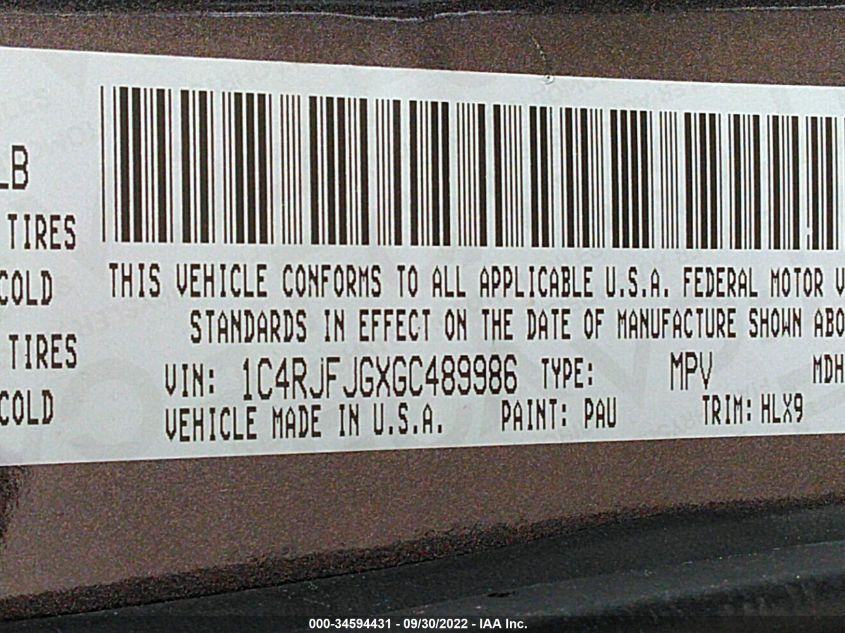 LB
TIRES
COLD
TIRES
COLD
THIS VEHICLE CONFORMS TO ALL APPLICABLE U.S.A. FEDERAL MOTOR V
STANDARDS IN EFFECT ON THE DATE OF MANUFACTURE SHOWN ABO
VIN: 1C4RJFJGXGC489986 TYPE: MPV MDH
VEHICLE MADE IN U.S.A. PAINT: PAU TRIM: HLX9
000-34594431 - 09/30/2022 - IAA Inc.